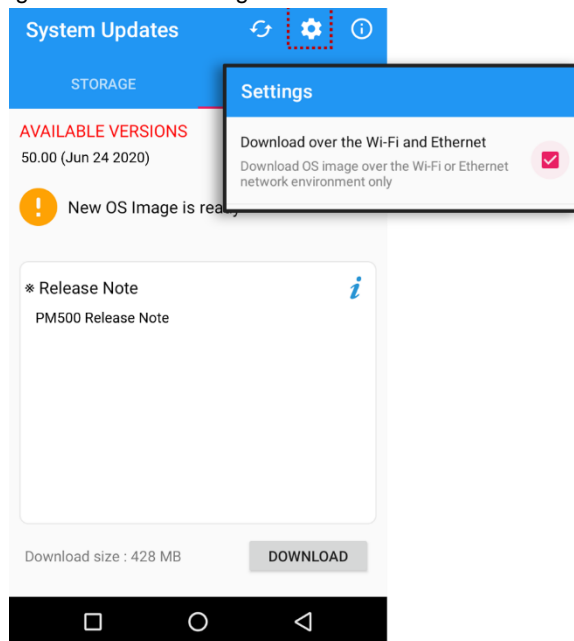 System Updates
STORAGE
Settings
AVAILABLE VERSIONS
50.00 (Jun 24 2020)
Download over the Wi-Fi and Ethernet
Download OS image over the Wi-Fi or Ethernet
network environment only
New OS Image is
※ Release Note
PM500 Release Note
Download size : 428 MB
DOWNLOAD